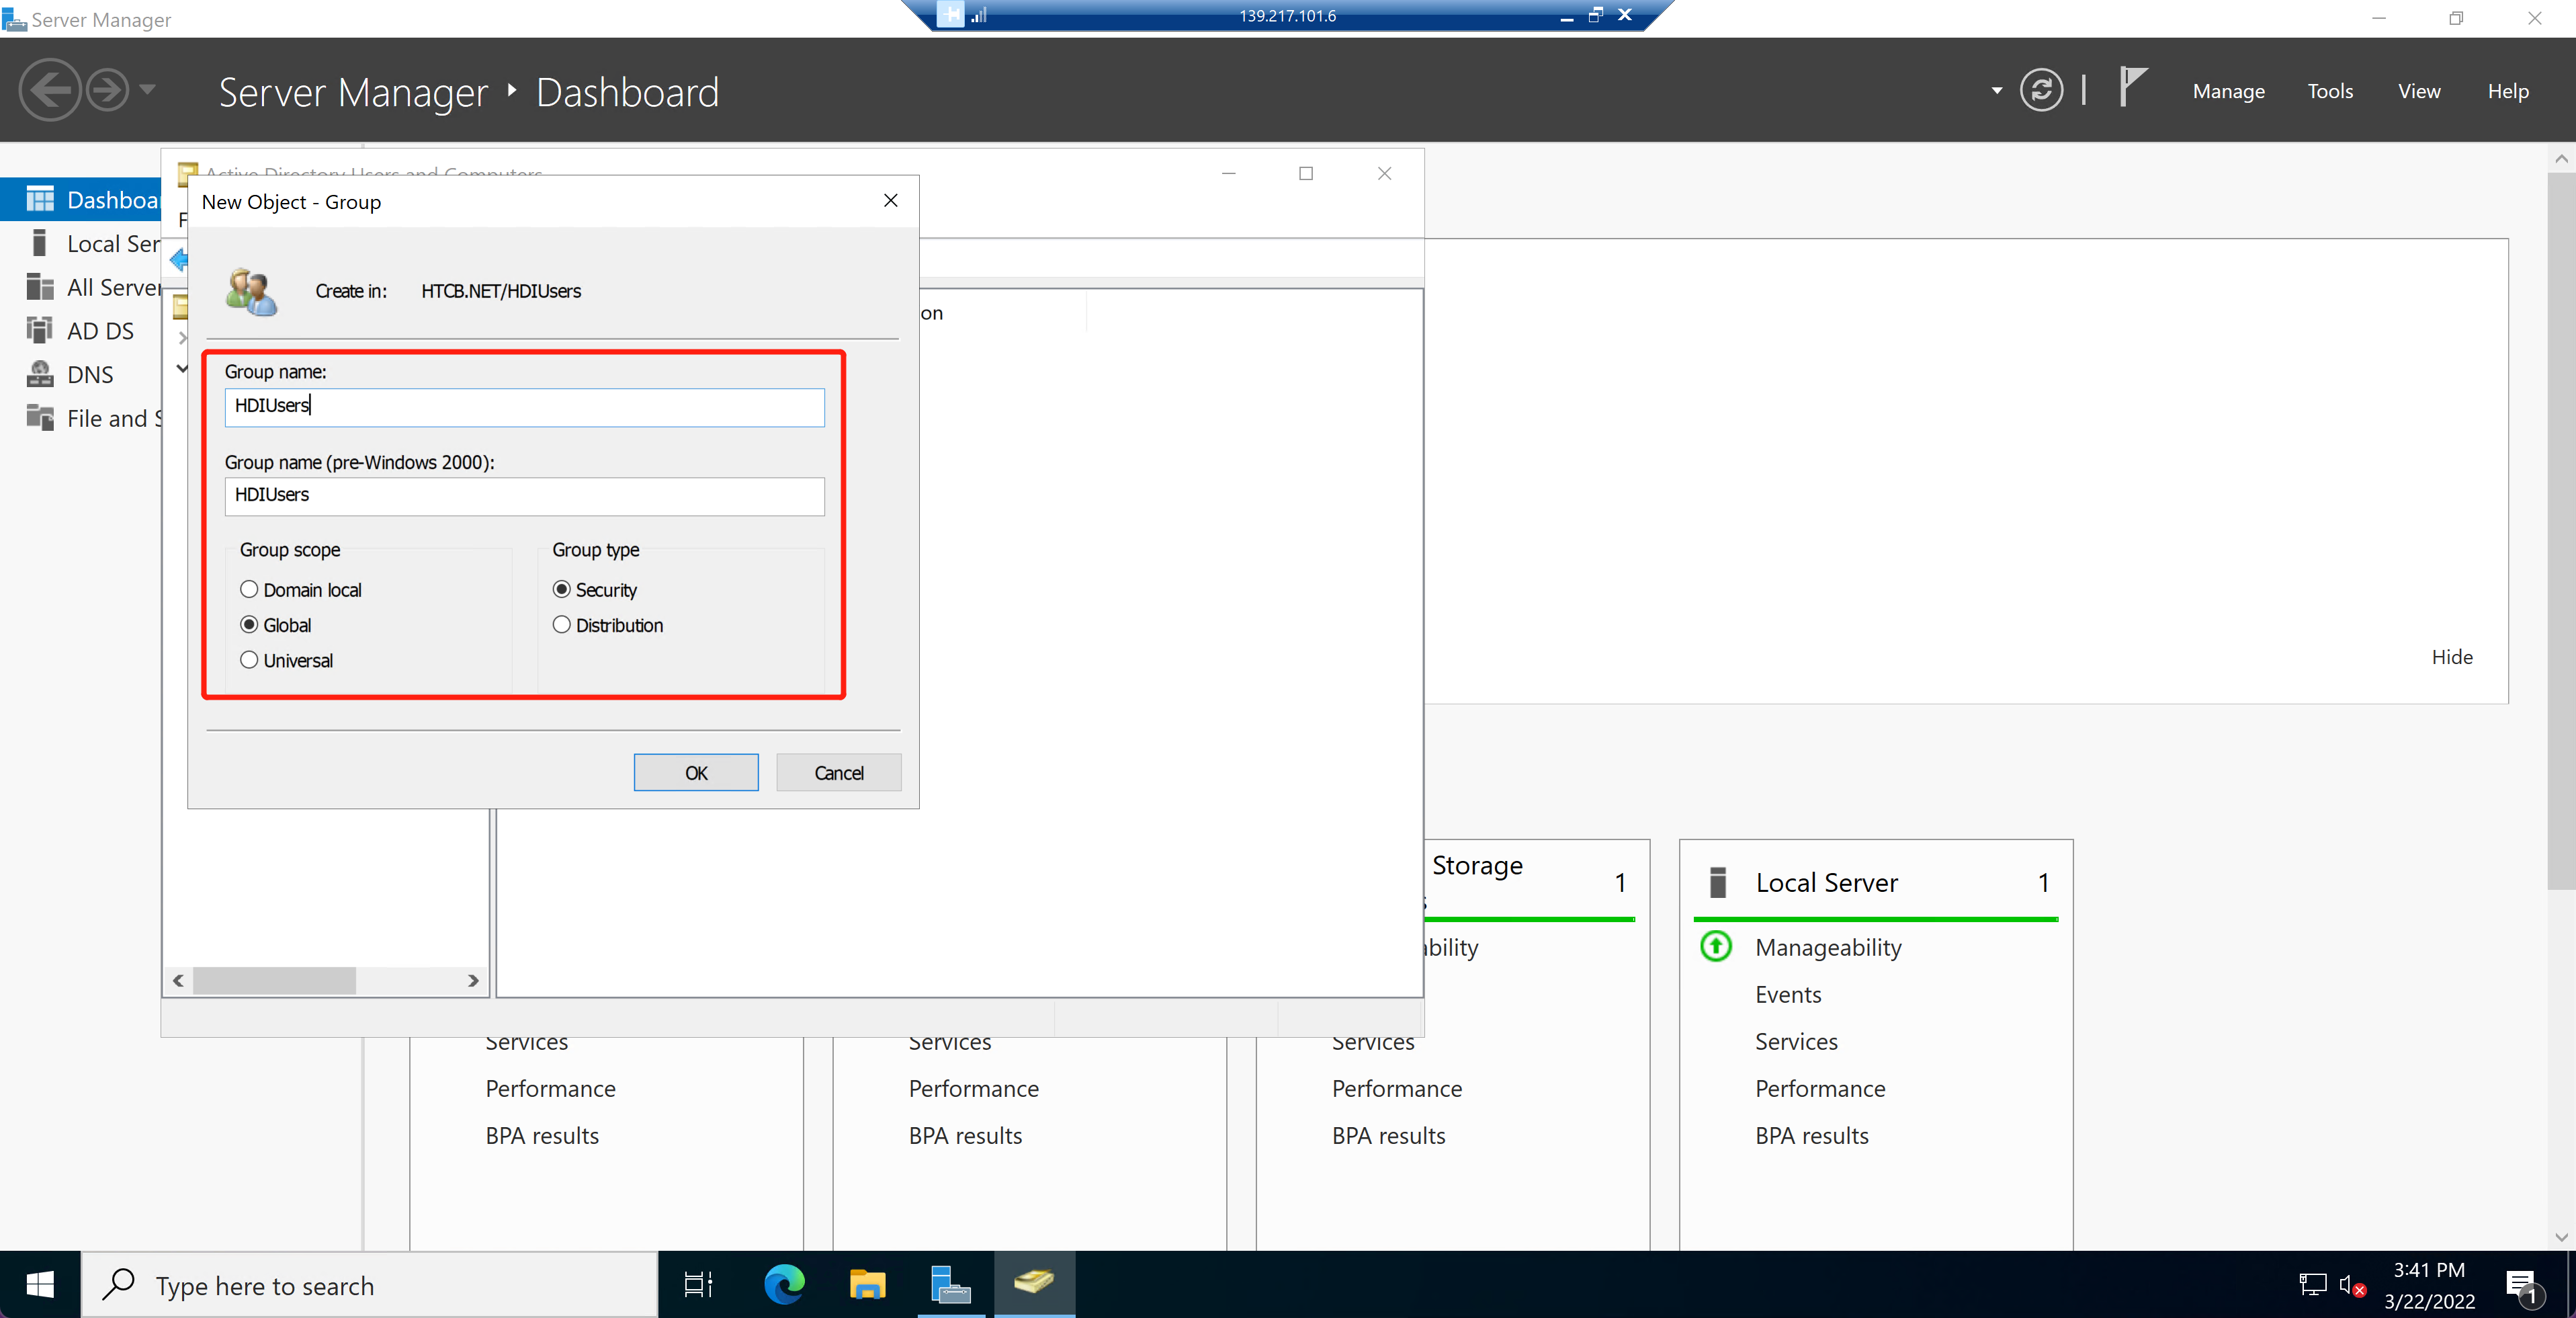 Server Manager
139.217.101.6
Server Manager
Dashboard
Manage
Tools
View
Help
Active Directory Users and Computers
New Object - Group
F
Create in:
HTCB.NET/HDIUsers
Group name:
HDIUsers
Group name (pre-Windows 2000):
HDIUsers
Group scope
Domain local
Global
Universal
Group type
Security
Distribution
OK
Cancel
on
Dashboa
Local Ser
All Server
AD DS
DNS
File and S
Hide
Storage
1
s
ability
Local Server
1
Manageability
Events
Services
Performance
BPA results
Services
Performance
BPA results
Services
Performance
BPA results
Services
Performance
BPA results
Type here to search
3:41 PM
3/22/2022
1